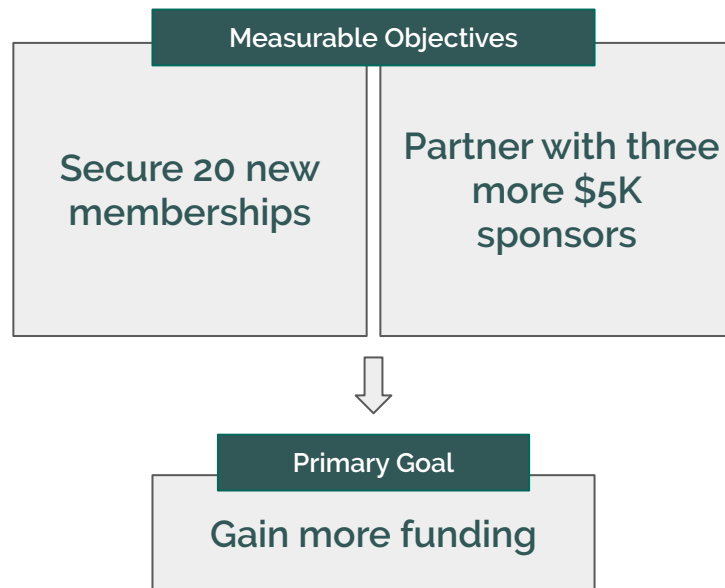 Measurable Objectives
Secure 20 new
memberships
Partner with three
more $5K
sponsors
Primary Goal
Gain more funding